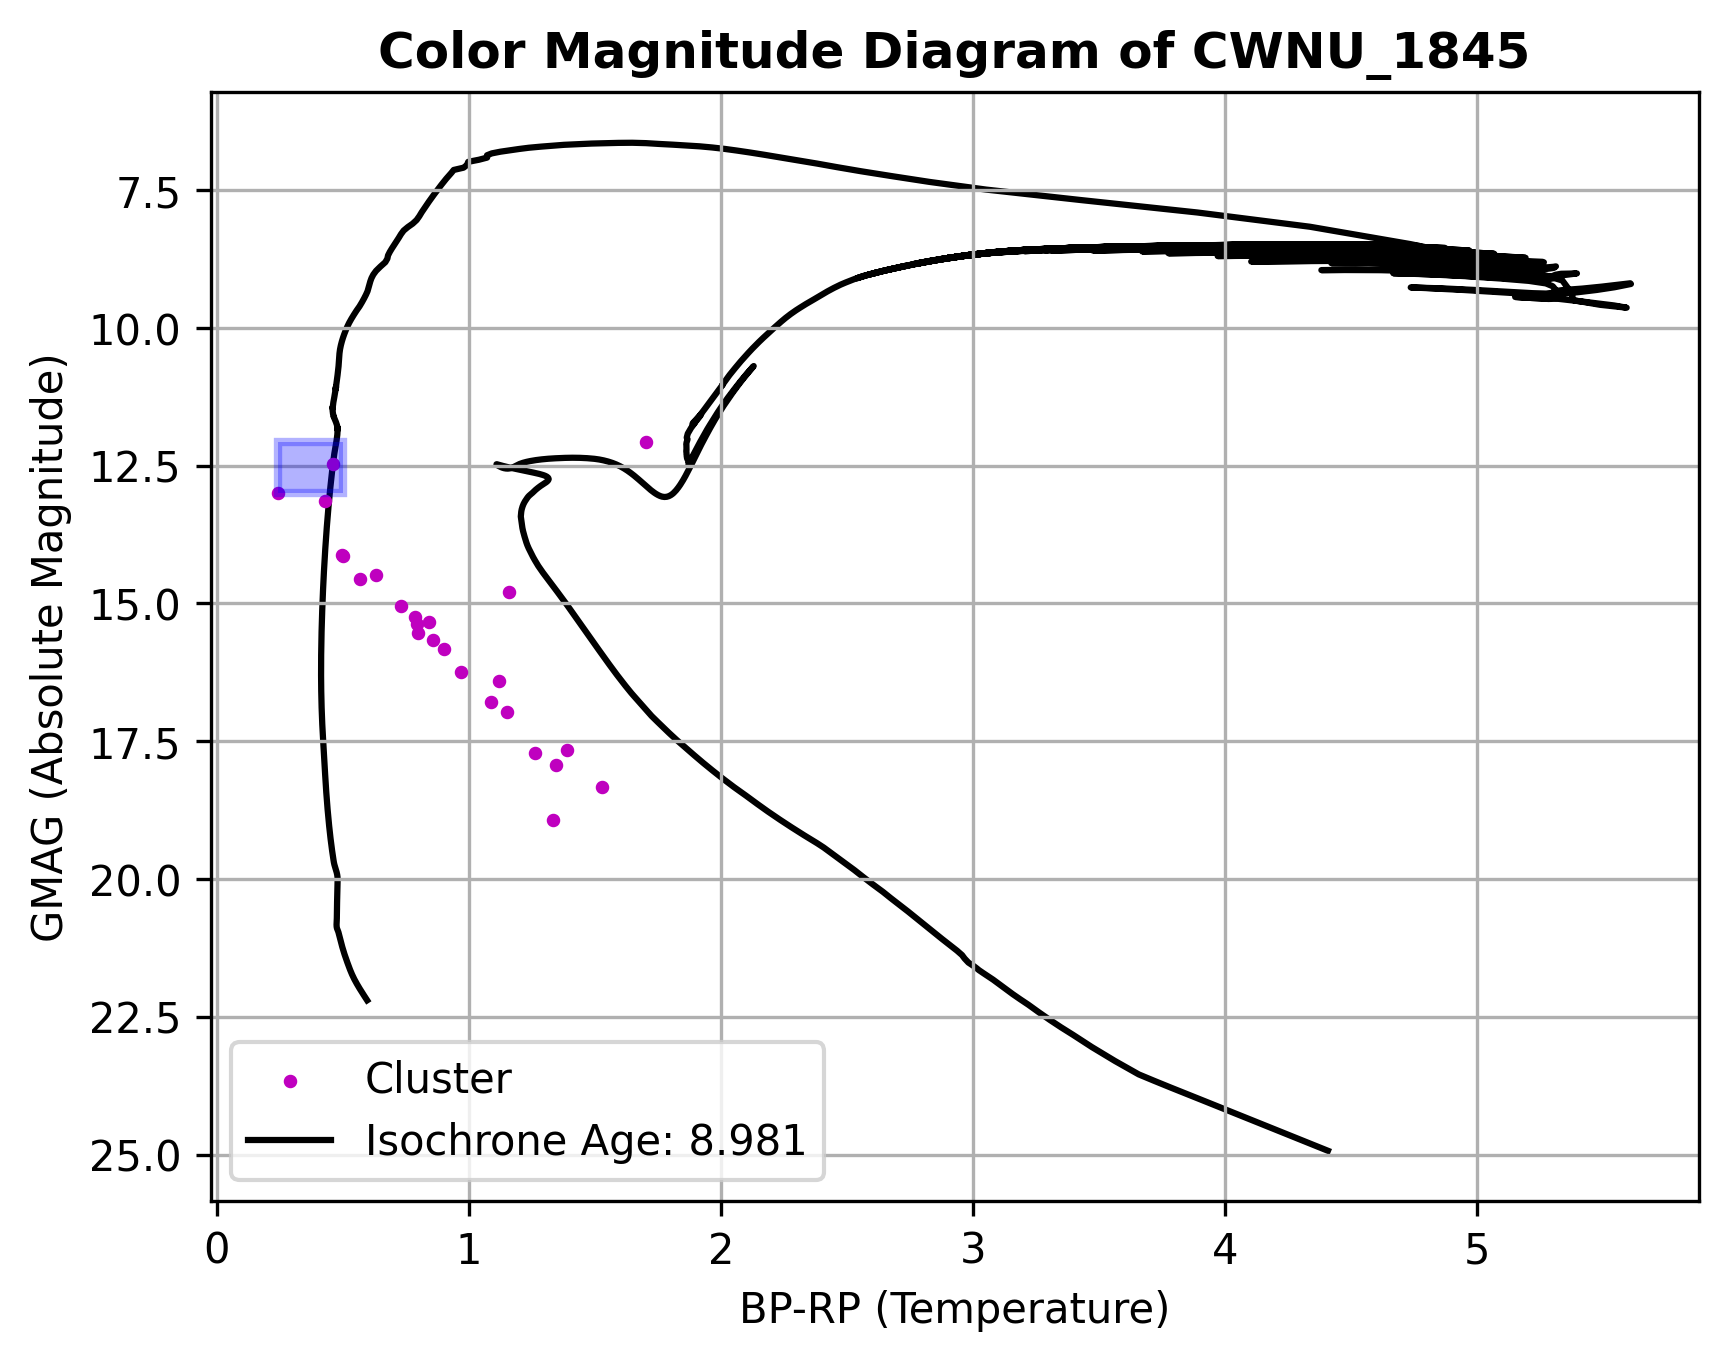 Color Magnitude Diagram of CWNU_1845
GMAG (Absolute Magnitude)
7.5
10.0
12.5
15.0
17.5
20.0
22.5
25.0
Cluster
Isochrone Age: 8.981
0 1 2 3 4 5
BP-RP (Temperature)